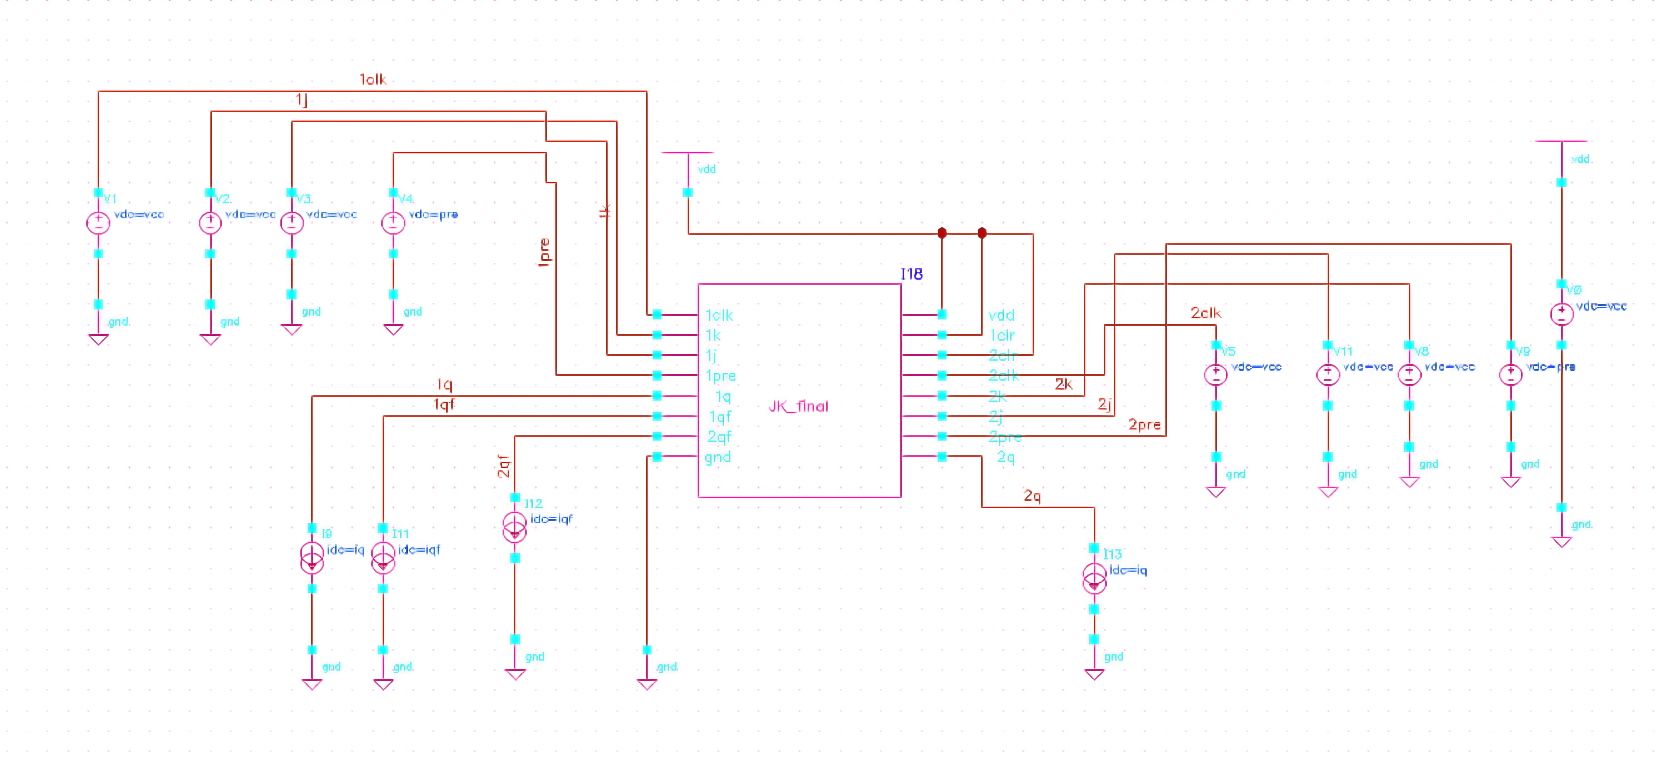 1clk
1j
vdd
vdd
V1
vdc=vcc
V2
vdc=vcc
V3
vdc=vcc
V4
vdc=pre
1k
1pre
gnd
gnd
gnd
gnd
I18
V0
vdc=vcc
1clk
1k
1j
1pre
1q
1qf
2qf
gnd
JK_final
vdd
1clr
2clr
2clk
2k
2j
2pre
2q
2clk
2k
2j
2pre
V5
vdc=vcc
V11
vdc=vcc
V8
vdc=vcc
V9
vdc=pre
gnd
gnd
gnd
gnd
gnd
1q
1qf
2qf
2q
I9
idc=iq
I11
idc=iqf
I12
idc=iqf
I13
idc=iq
gnd
gnd
gnd
gnd
gnd